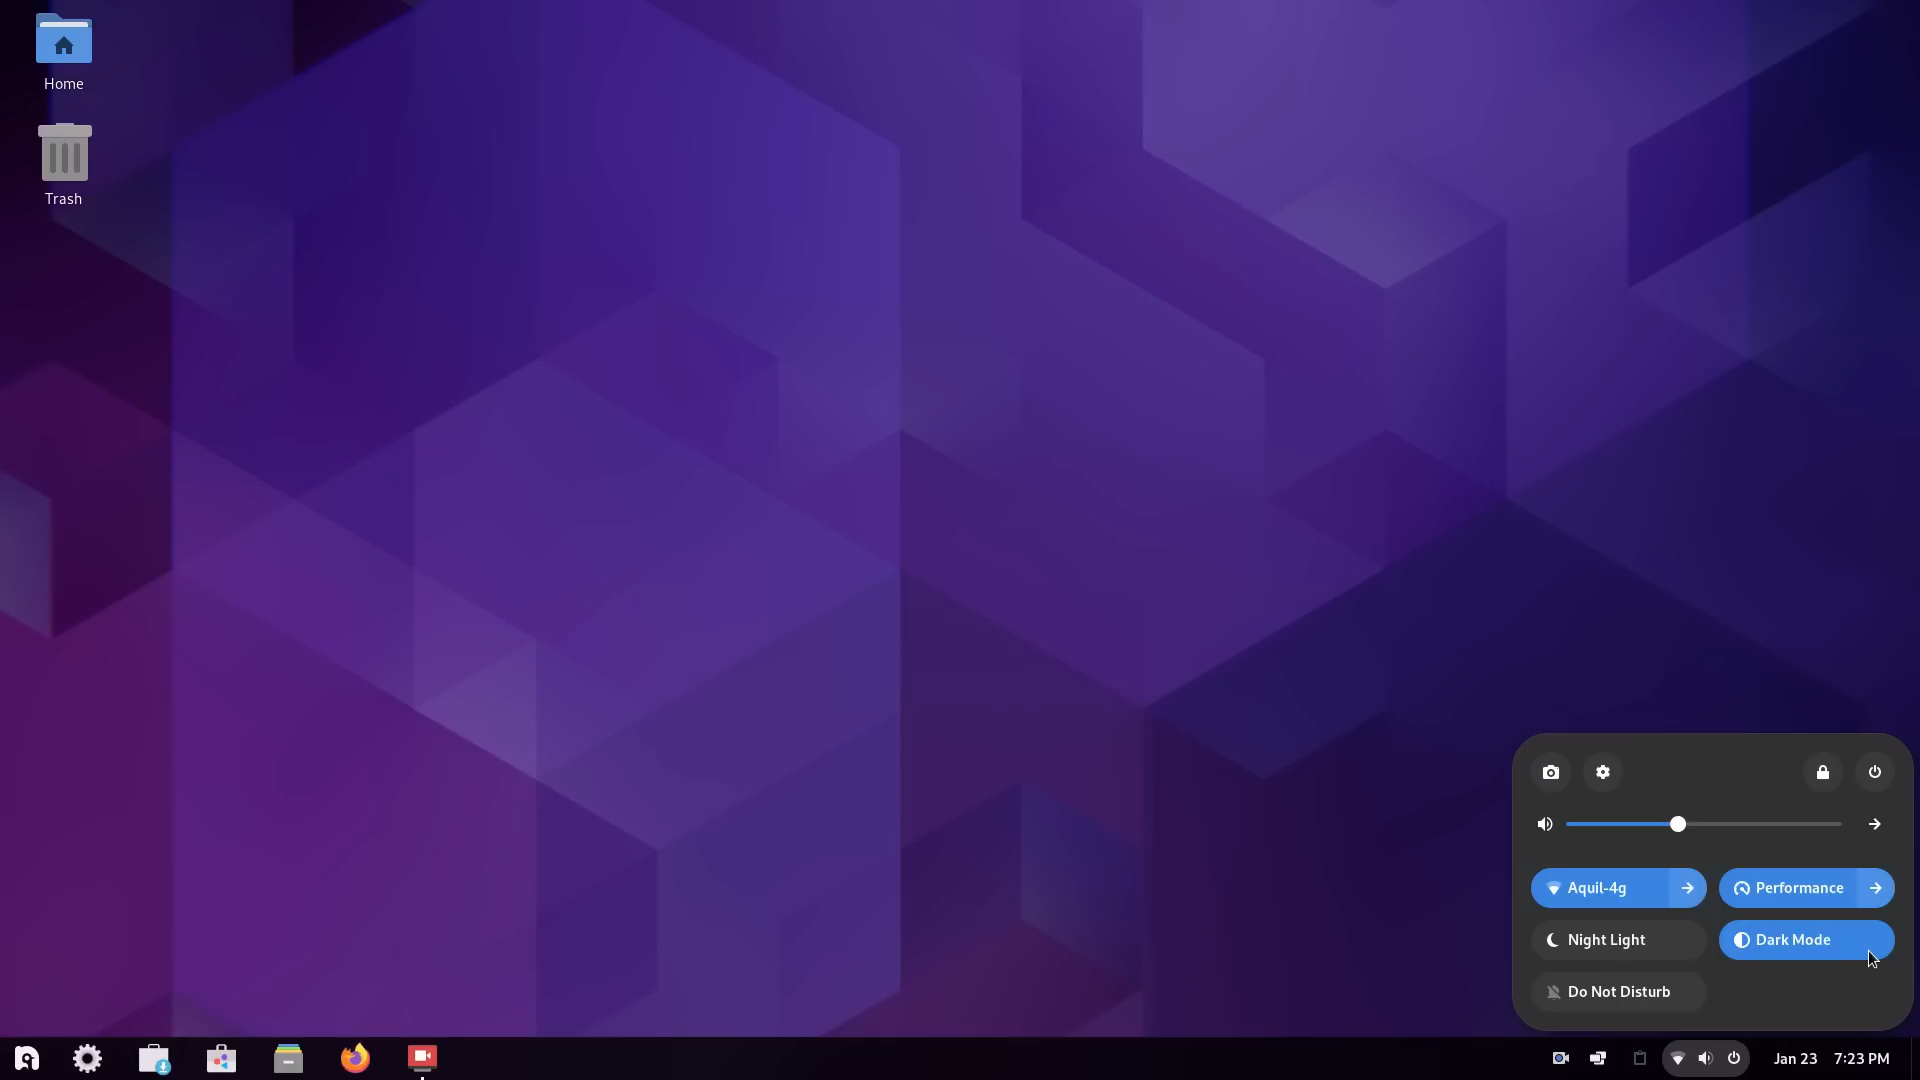 Home
Trash
Aquil-4g
Performance
Night Light
Dark Mode
Do Not Disturb
Jan 23 7:23 PM